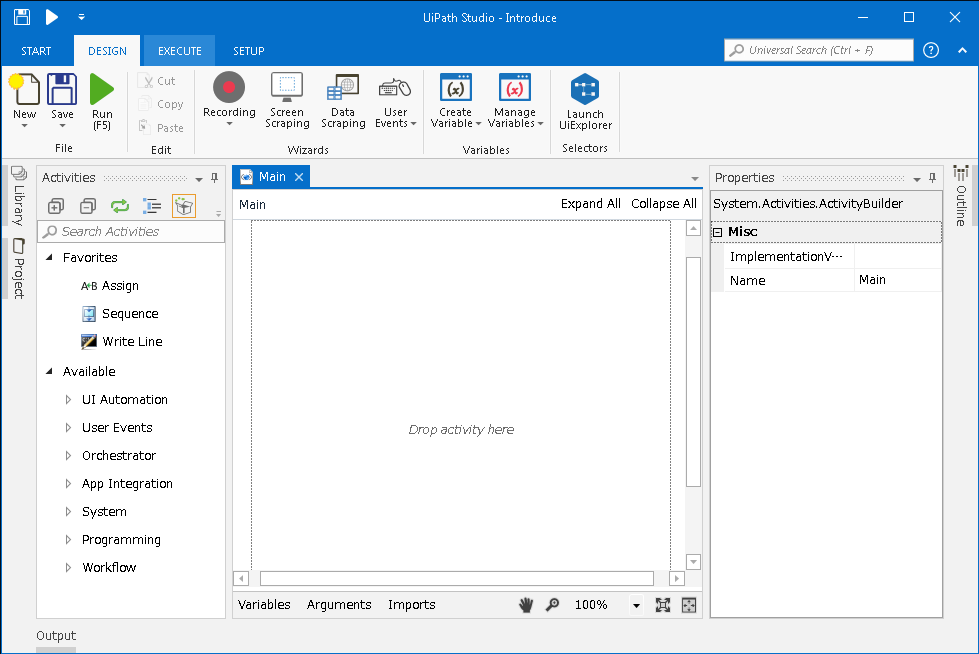 UiPath Studio - Introduce
START DESIGN EXECUTE SETUP
Universal Search (Ctrl + F)
New Save Run (F5)
File
Cut
Copy
Paste
Edit
Recording Screen Scraping Data Scraping User Events
Wizards
Create Variable Manage Variables
Variables
Launch UiExplorer
Selectors
Library
Project
Activities
Search Activities
Favorites
A+B Assign
Sequence
Write Line
Available
UI Automation
User Events
Orchestrator
App Integration
System
Programming
Workflow
Main
Main Expand All Collapse All
Drop activity here
Variables Arguments Imports 100%
Properties
System.Activities.ActivityBuilder
Misc
ImplementationV···
Name Main
Outline
Output